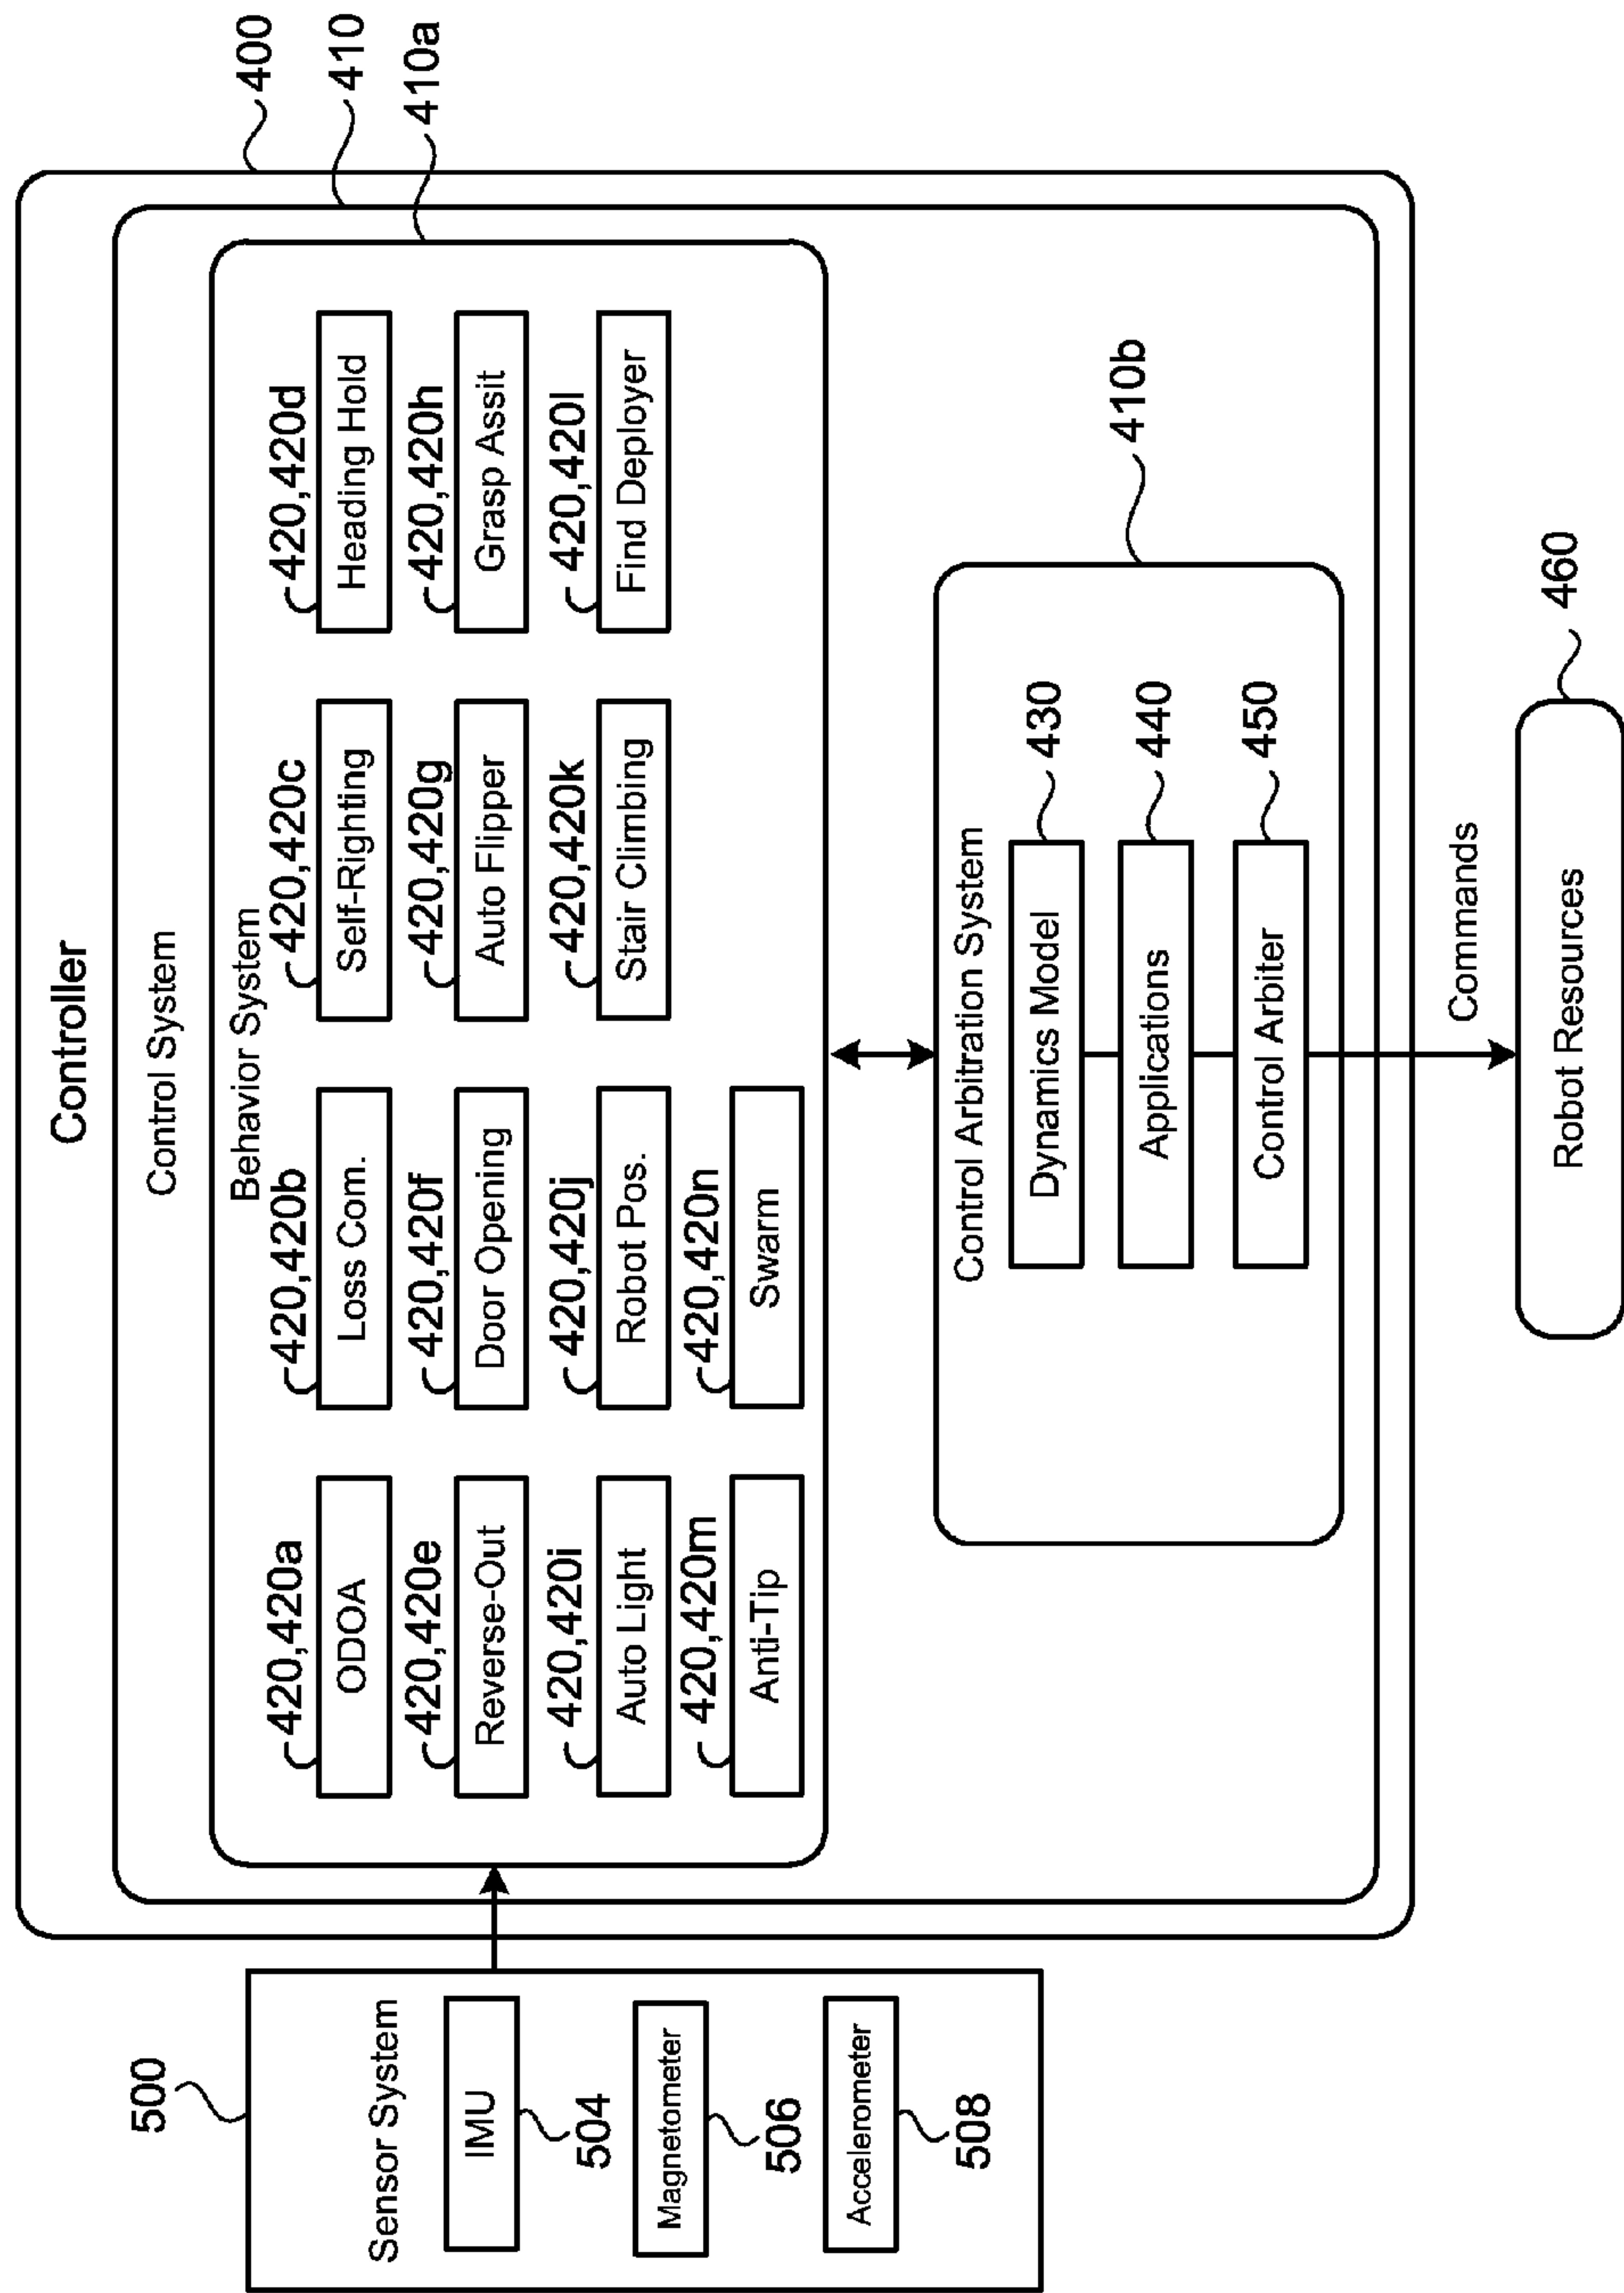 Controller
400
Control System
410
Behavior System
410a
420,420a
420,420b
420,420c
420,420d
ODOA
Loss Com.
Self-Righting
Heading Hold
420,420e
420,420f
420,420g
420,420h
Reverse-Out
Door Opening
Auto Flipper
Grasp Assit
420,420i
420,420j
420,420k
420,420l
Auto Light
Robot Pos.
Stair Climbing
Find Deployer
420,420m
420,420n
Anti-Tip
Swarm
500
Sensor System
IMU
504
Magnetometer
506
Accelerometer
508
410b
Control Arbitration System
Dynamics Model
430
Applications
440
Control Arbiter
450
Commands
Robot Resources
460